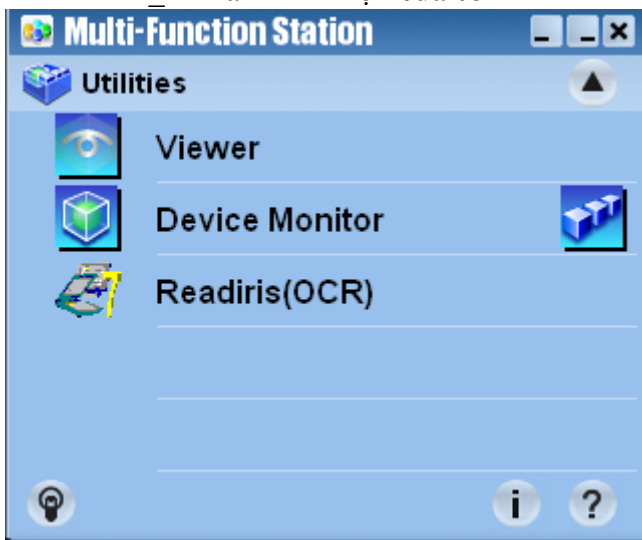 Multi-Function Station
Utilities
Viewer
Device Monitor
Readiris(OCR)
i ?